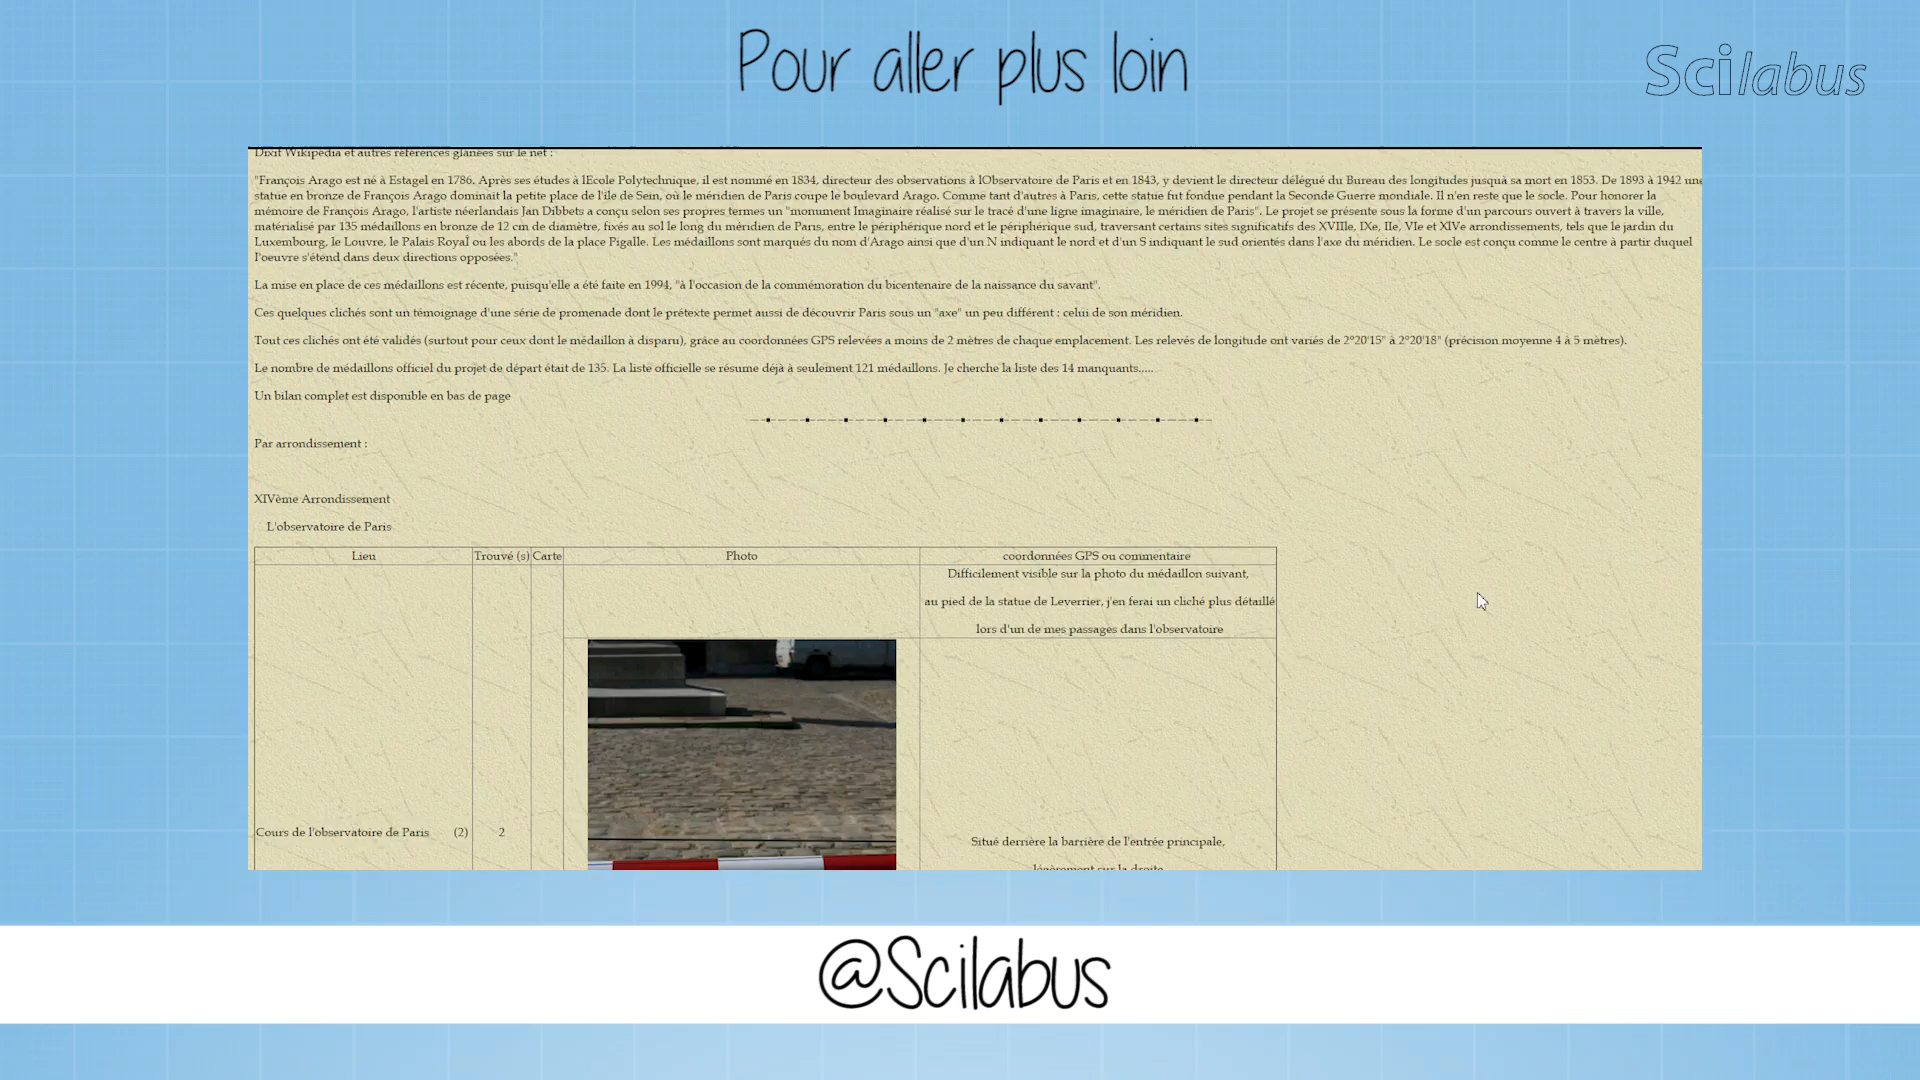 Pour aller plus loin
Scilabus
Dixit Wikipedia et autres références glanées sur le net :
"François Arago est né à Estagel en 1786. Après ses études à lEcole Polytechnique, il est nommé en 1834, directeur des observations à lObservatoire de Paris et en 1843, y devient le directeur délégué du Bureau des longitudes jusquà sa mort en 1853. De 1893 à 1942 une
statue en bronze de François Arago dominait la petite place de l'île de Sein, où le méridien de Paris coupe le boulevard Arago. Comme tant d'autres à Paris, cette statue fut fondue pendant la Seconde Guerre mondiale. Il n'en reste que le socle. Pour honorer la
mémoire de François Arago, l'artiste néerlandais Jan Dibbets a conçu selon ses propres termes un "monument Imaginaire réalisé sur le tracé d'une ligne imaginaire, le méridien de Paris". Le projet se présente sous la forme d'un parcours ouvert à travers la ville,
matérialisé par 135 médaillons en bronze de 12 cm de diamètre, fixés au sol le long du méridien de Paris, entre le périphérique nord et le périphérique sud, traversant certains sites significatifs des XVIIIe, IXe, IIe, VIe et XIVe arrondissements, tels que le jardin du
Luxembourg, le Louvre, le Palais Royal ou les abords de la place Pigalle. Les médaillons sont marqués du nom d'Arago ainsi que d'un N indiquant le nord et d'un S indiquant le sud orientés dans l'axe du méridien. Le socle est conçu comme le centre à partir duquel
l'oeuvre s'étend dans deux directions opposées."
La mise en place de ces médaillons est récente, puisqu'elle a été faite en 1994, "à l'occasion de la commémoration du bicentenaire de la naissance du savant".
Ces quelques clichés sont un témoignage d'une série de promenade dont le prétexte permet aussi de découvrir Paris sous un "axe" un peu différent : celui de son méridien.
Tout ces clichés ont été validés (surtout pour ceux dont le médaillon à disparu), grâce au coordonnées GPS relevées a moins de 2 mètres de chaque emplacement. Les relevés de longitude ont variés de 2°20'15" à 2°20'18" (précision moyenne 4 à 5 mètres).
Le nombre de médaillons officiel du projet de départ était de 135. La liste officielle se résume déjà à seulement 121 médaillons. Je cherche la liste des 14 manquants.....
Un bilan complet est disponible en bas de page
Par arrondissement :
XIVème Arrondissement
L'observatoire de Paris
Lieu Trouvé (s) Carte Photo coordonnées GPS ou commentaire
Difficilement visible sur la photo du médaillon suivant,
au pied de la statue de Leverrier, j'en ferai un cliché plus détaillé
lors d'un de mes passages dans l'observatoire
Cours de l'observatoire de Paris (2) 2
Situé derrière la barrière de l'entrée principale,
légèrement sur la droite
@Scilabus